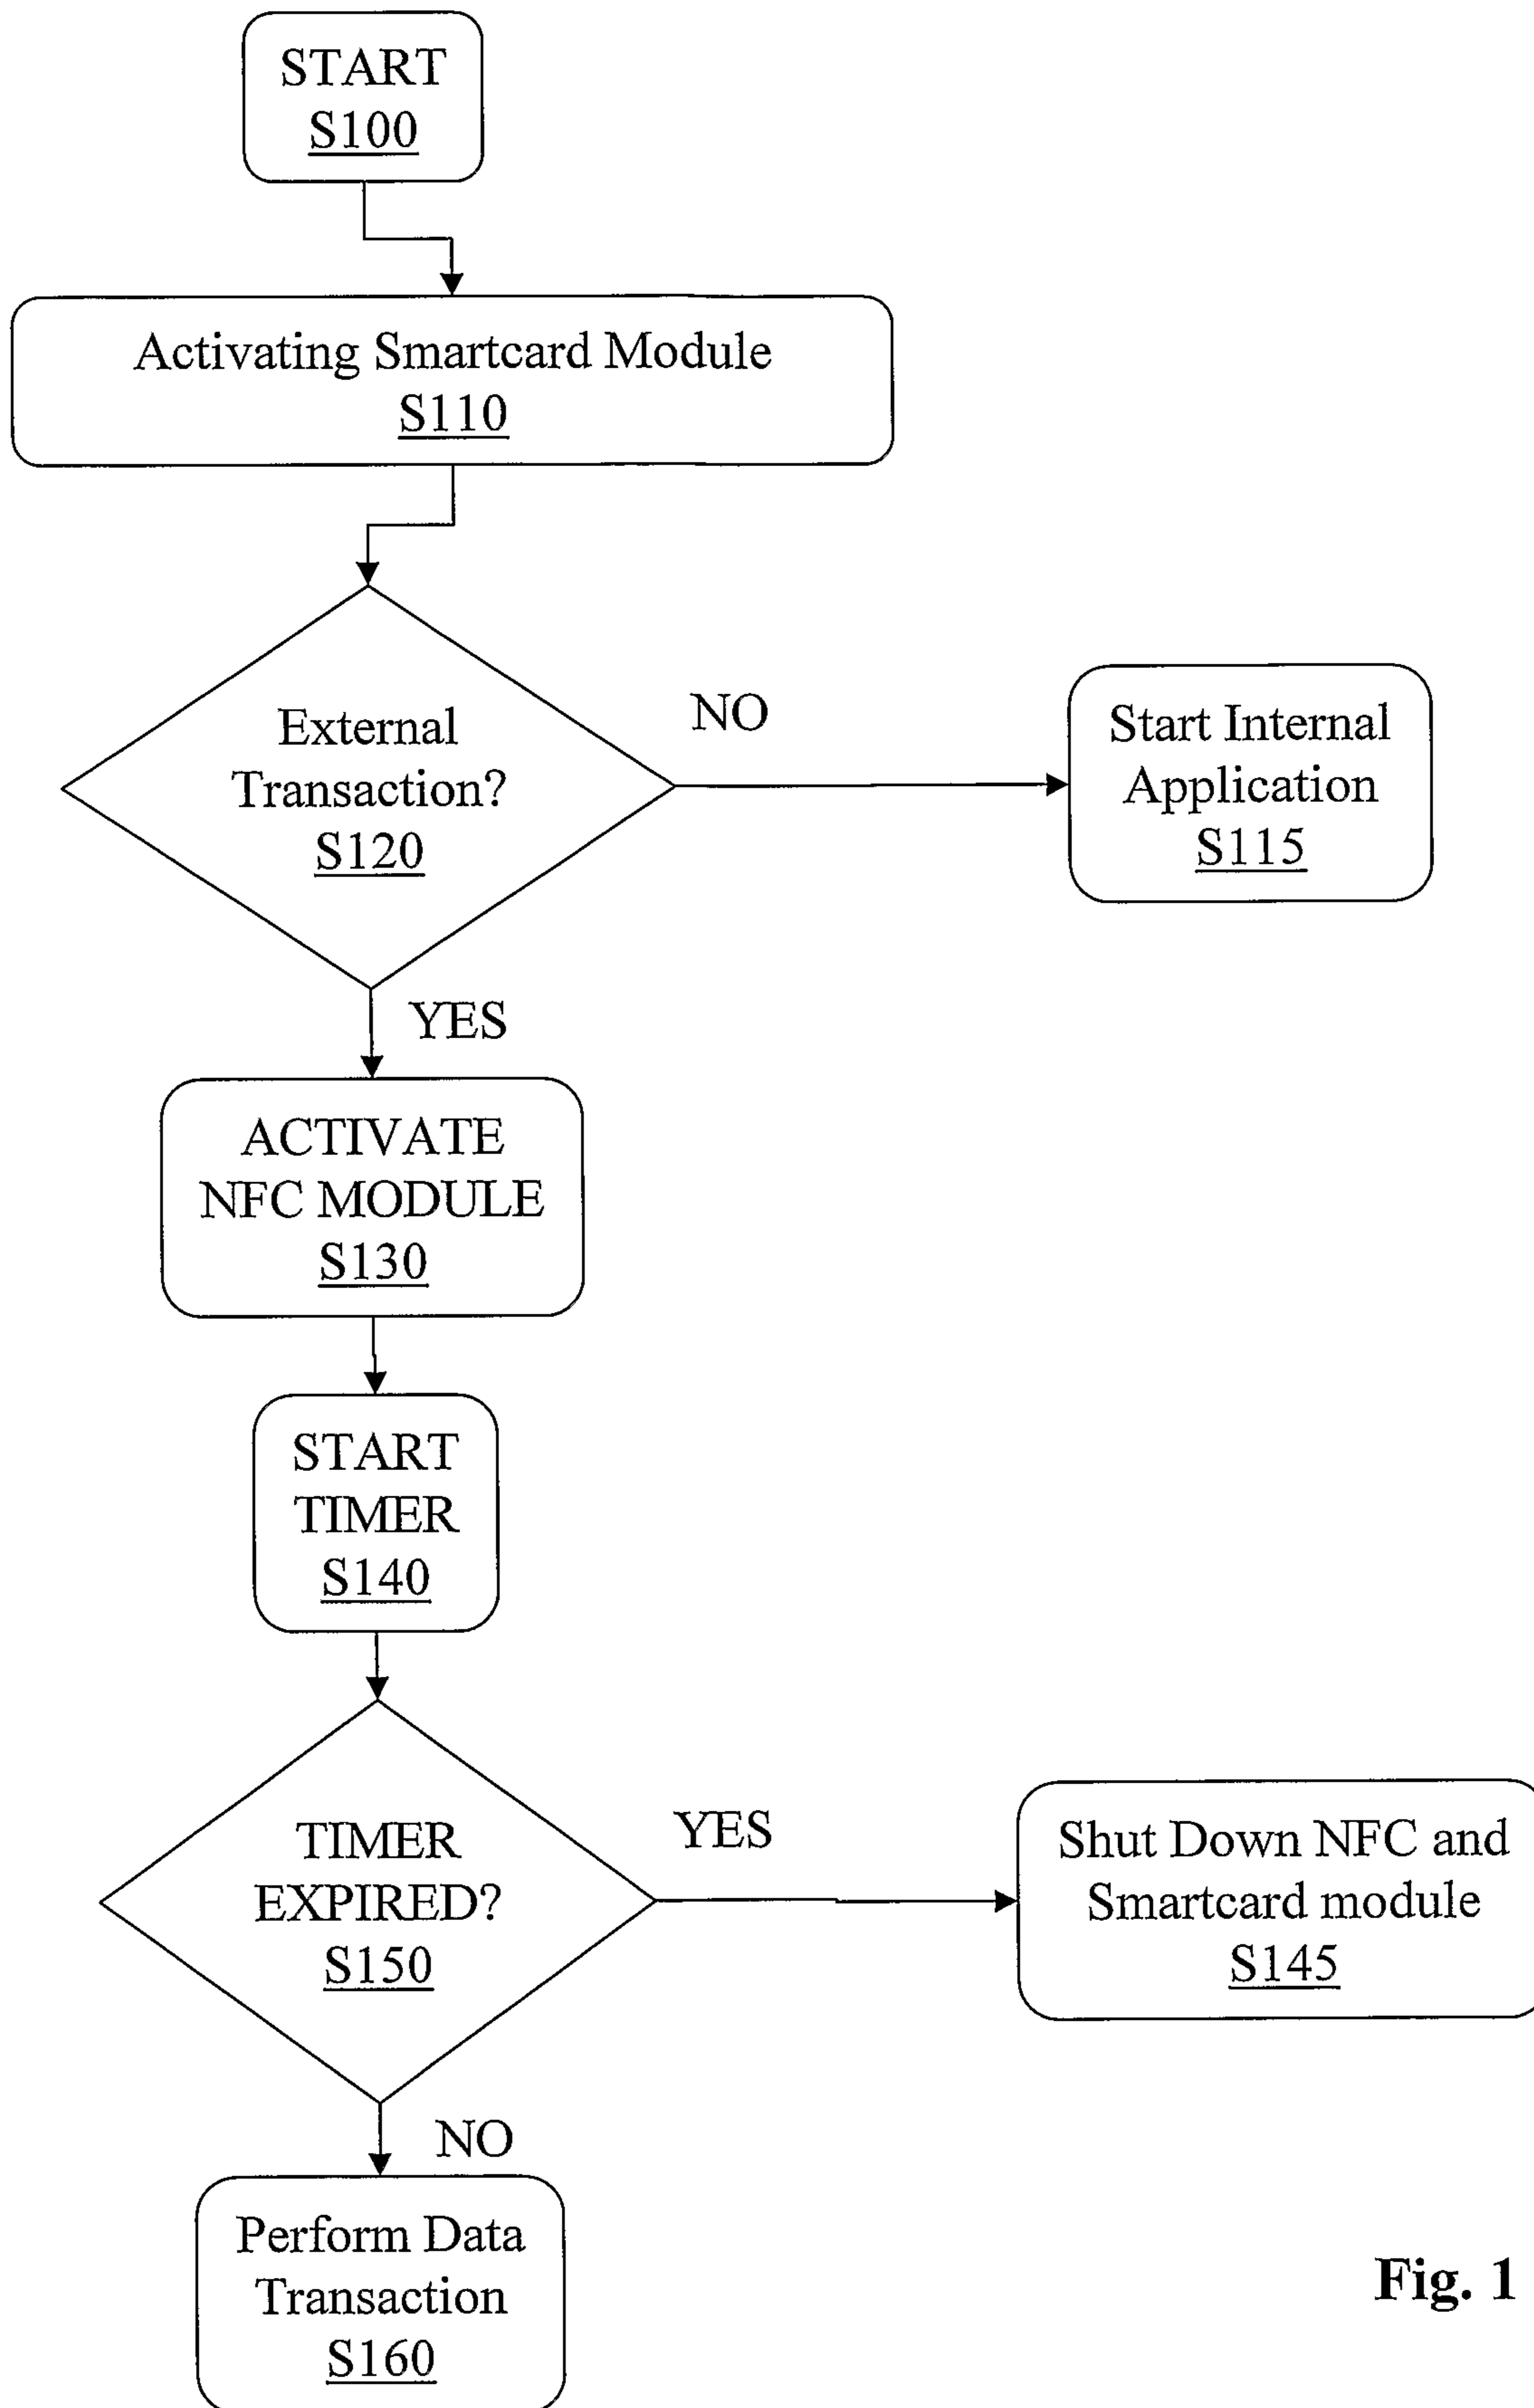 START
S100
Activating Smartcard Module
S110
External
Transaction?
S120
NO
Start Internal
Application
S115
YES
ACTIVATE
NFC MODULE
S130
START
TIMER
S140
TIMER
EXPIRED?
S150
YES
Shut Down NFC and
Smartcard module
S145
NO
Perform Data
Transaction
S160
Fig. 1